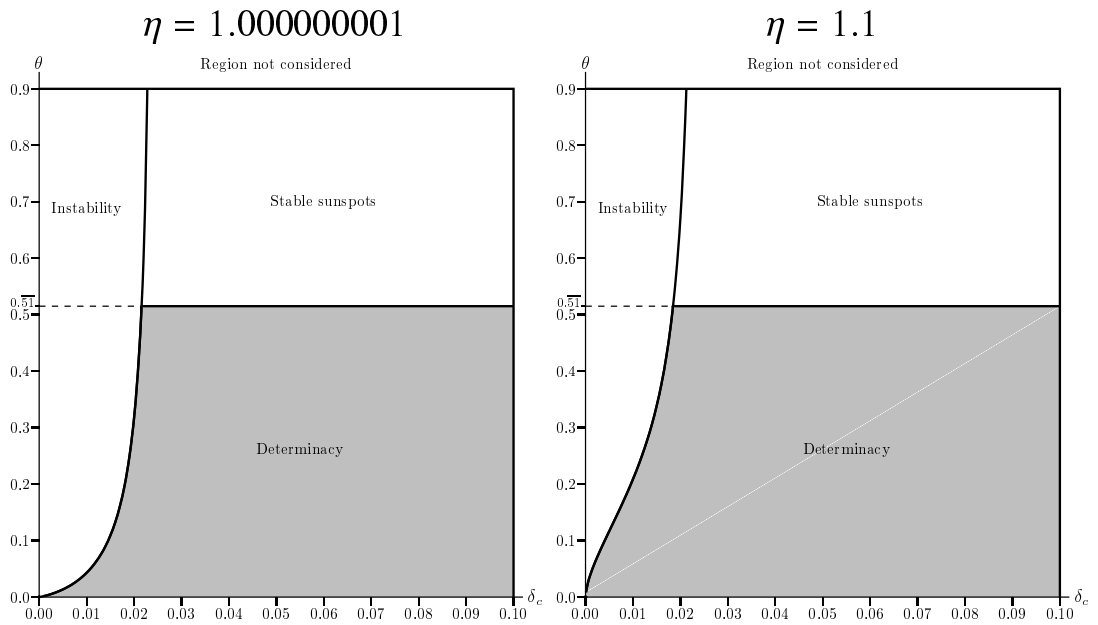 η = 1.000000001
θ
Region not considered
0.9
0.8
0.7
0.6
0.51
0.5
0.4
0.3
0.2
0.1
0.0
Instability
Stable sunspots
Determinacy
0.00 0.01 0.02 0.03 0.04 0.05 0.06 0.07 0.08 0.09 0.10
δc
η = 1.1
θ
Region not considered
0.9
0.8
0.7
0.6
0.51
0.5
0.4
0.3
0.2
0.1
0.0
Instability
Stable sunspots
Determinacy
0.00 0.01 0.02 0.03 0.04 0.05 0.06 0.07 0.08 0.09 0.10
δc